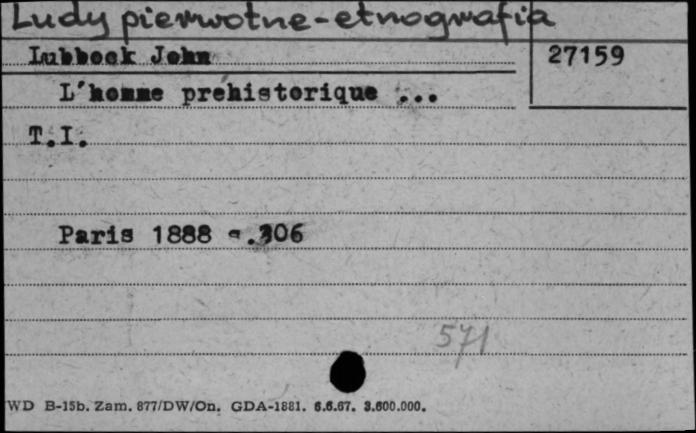 Ludy pierwotne-etnografia
Lubbock John
27159
L'homme préhistorique ...
T.I.
Paris 1888 s.306
571
WD B-15b. Zam. 877/DW/On. GDA-1881. 6.6.67. 3.600.000.